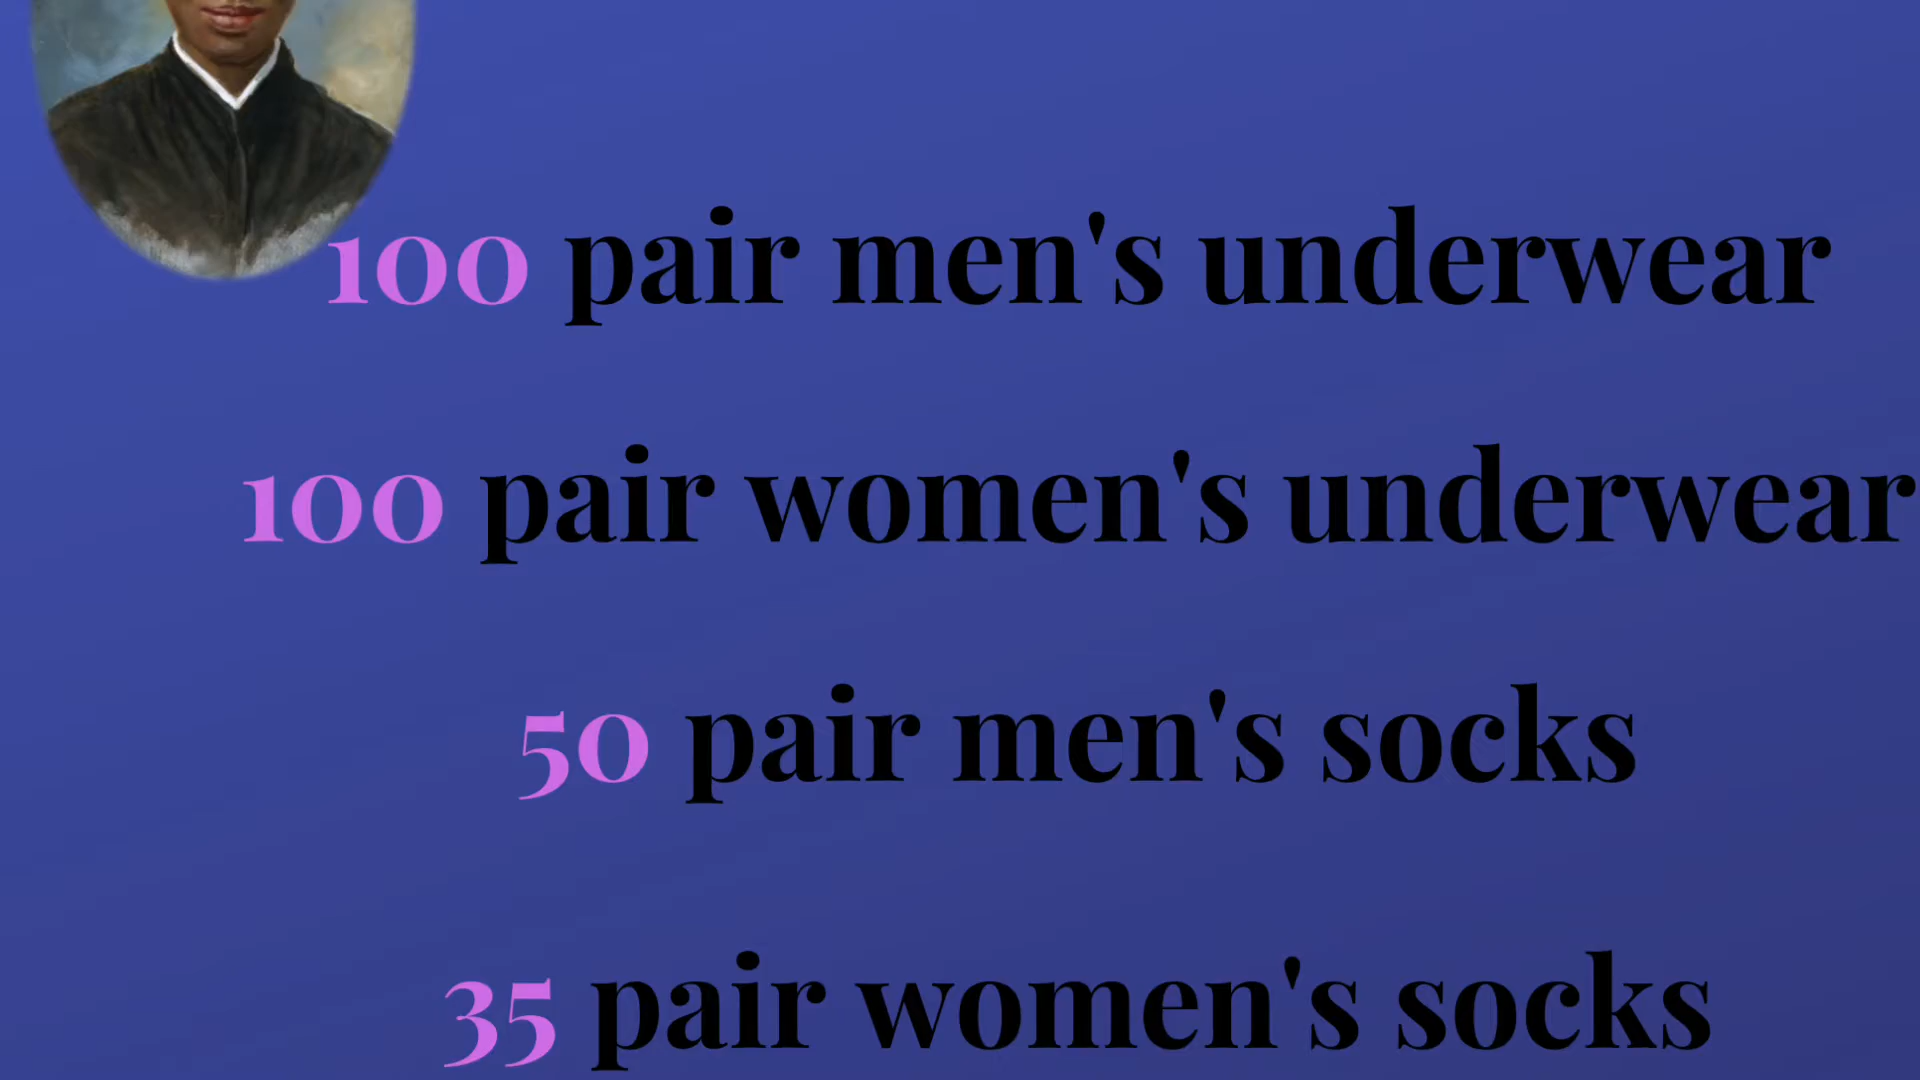 100 pair men's underwear
100 pair women's underwear
50 pair men's socks
35 pair women's socks